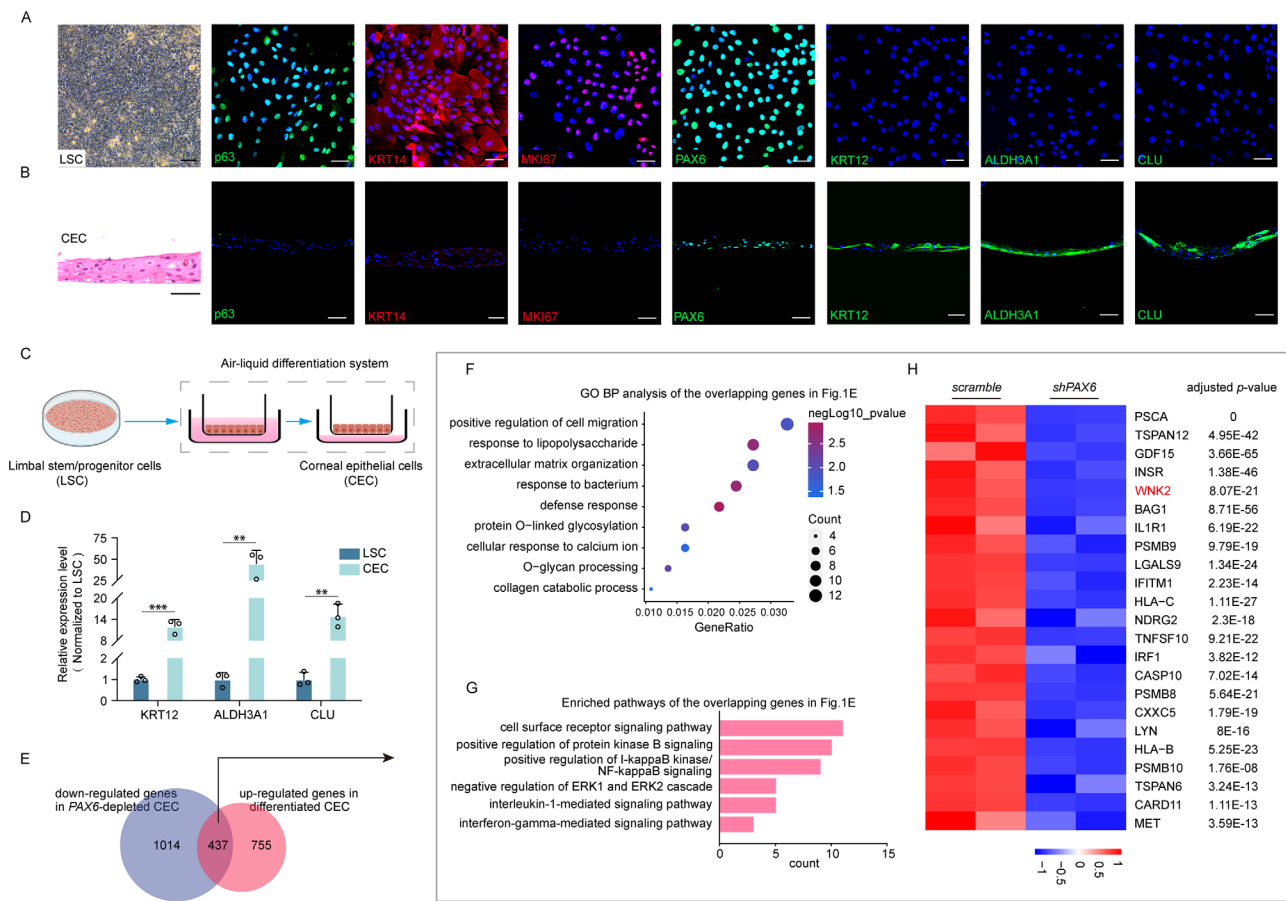 A
LSC
p63
KRT14
MKI67
PAX6
KRT12
ALDH3A1
CLU
B
CEC
p63
KRT14
MKI67
PAX6
KRT12
ALDH3A1
CLU
C
Air-liquid differentiation system
Limbal stem/progenitor cells
(LSC)
Corneal epithelial cells
(CEC)
D
Relative expression level
( Normalized to LSC)
75
50
25
20
14
8
2
1
0
***
**
**
LSC
CEC
KRT12
ALDH3A1
CLU
E
down-regulated genes
in PAX6-depleted CEC
up-regulated genes in
differentiated CEC
1014
437
755
F
GO BP analysis of the overlapping genes in Fig.1E
positive regulation of cell migration
response to lipopolysaccharide
extracellular matrix organization
response to bacterium
defense response
protein O-linked glycosylation
cellular response to calcium ion
O-glycan processing
collagen catabolic process
0.010 0.015 0.020 0.025 0.030
GeneRatio
negLog10_pvalue
2.5
2.0
1.5
Count
4
6
8
10
12
G
Enriched pathways of the overlapping genes in Fig.1E
cell surface receptor signaling pathway
positive regulation of protein kinase B signaling
positive regulation of I-kappaB kinase/
NF-kappaB signaling
negative regulation of ERK1 and ERK2 cascade
interleukin-1-mediated signaling pathway
interferon-gamma-mediated signaling pathway
0 5 10 15
count
H
scramble shPAX6 adjusted p-value
PSCA 0
TSPAN12 4.95E-42
GDF15 3.66E-65
INSR 1.38E-46
WNK2 8.07E-21
BAG1 8.71E-56
IL1R1 6.19E-22
PSMB9 9.79E-19
LGALS9 1.34E-24
IFITM1 2.23E-14
HLA−C 1.11E-27
NDRG2 2.3E-18
TNFSF10 9.21E-22
IRF1 3.82E-12
CASP10 7.02E-14
PSMB8 5.64E-21
CXXC5 1.79E-19
LYN 8E-16
HLA−B 5.25E-23
PSMB10 1.76E-08
TSPAN6 3.24E-13
CARD11 1.11E-13
MET 3.59E-13
−1 −0.5 0 0.5 1